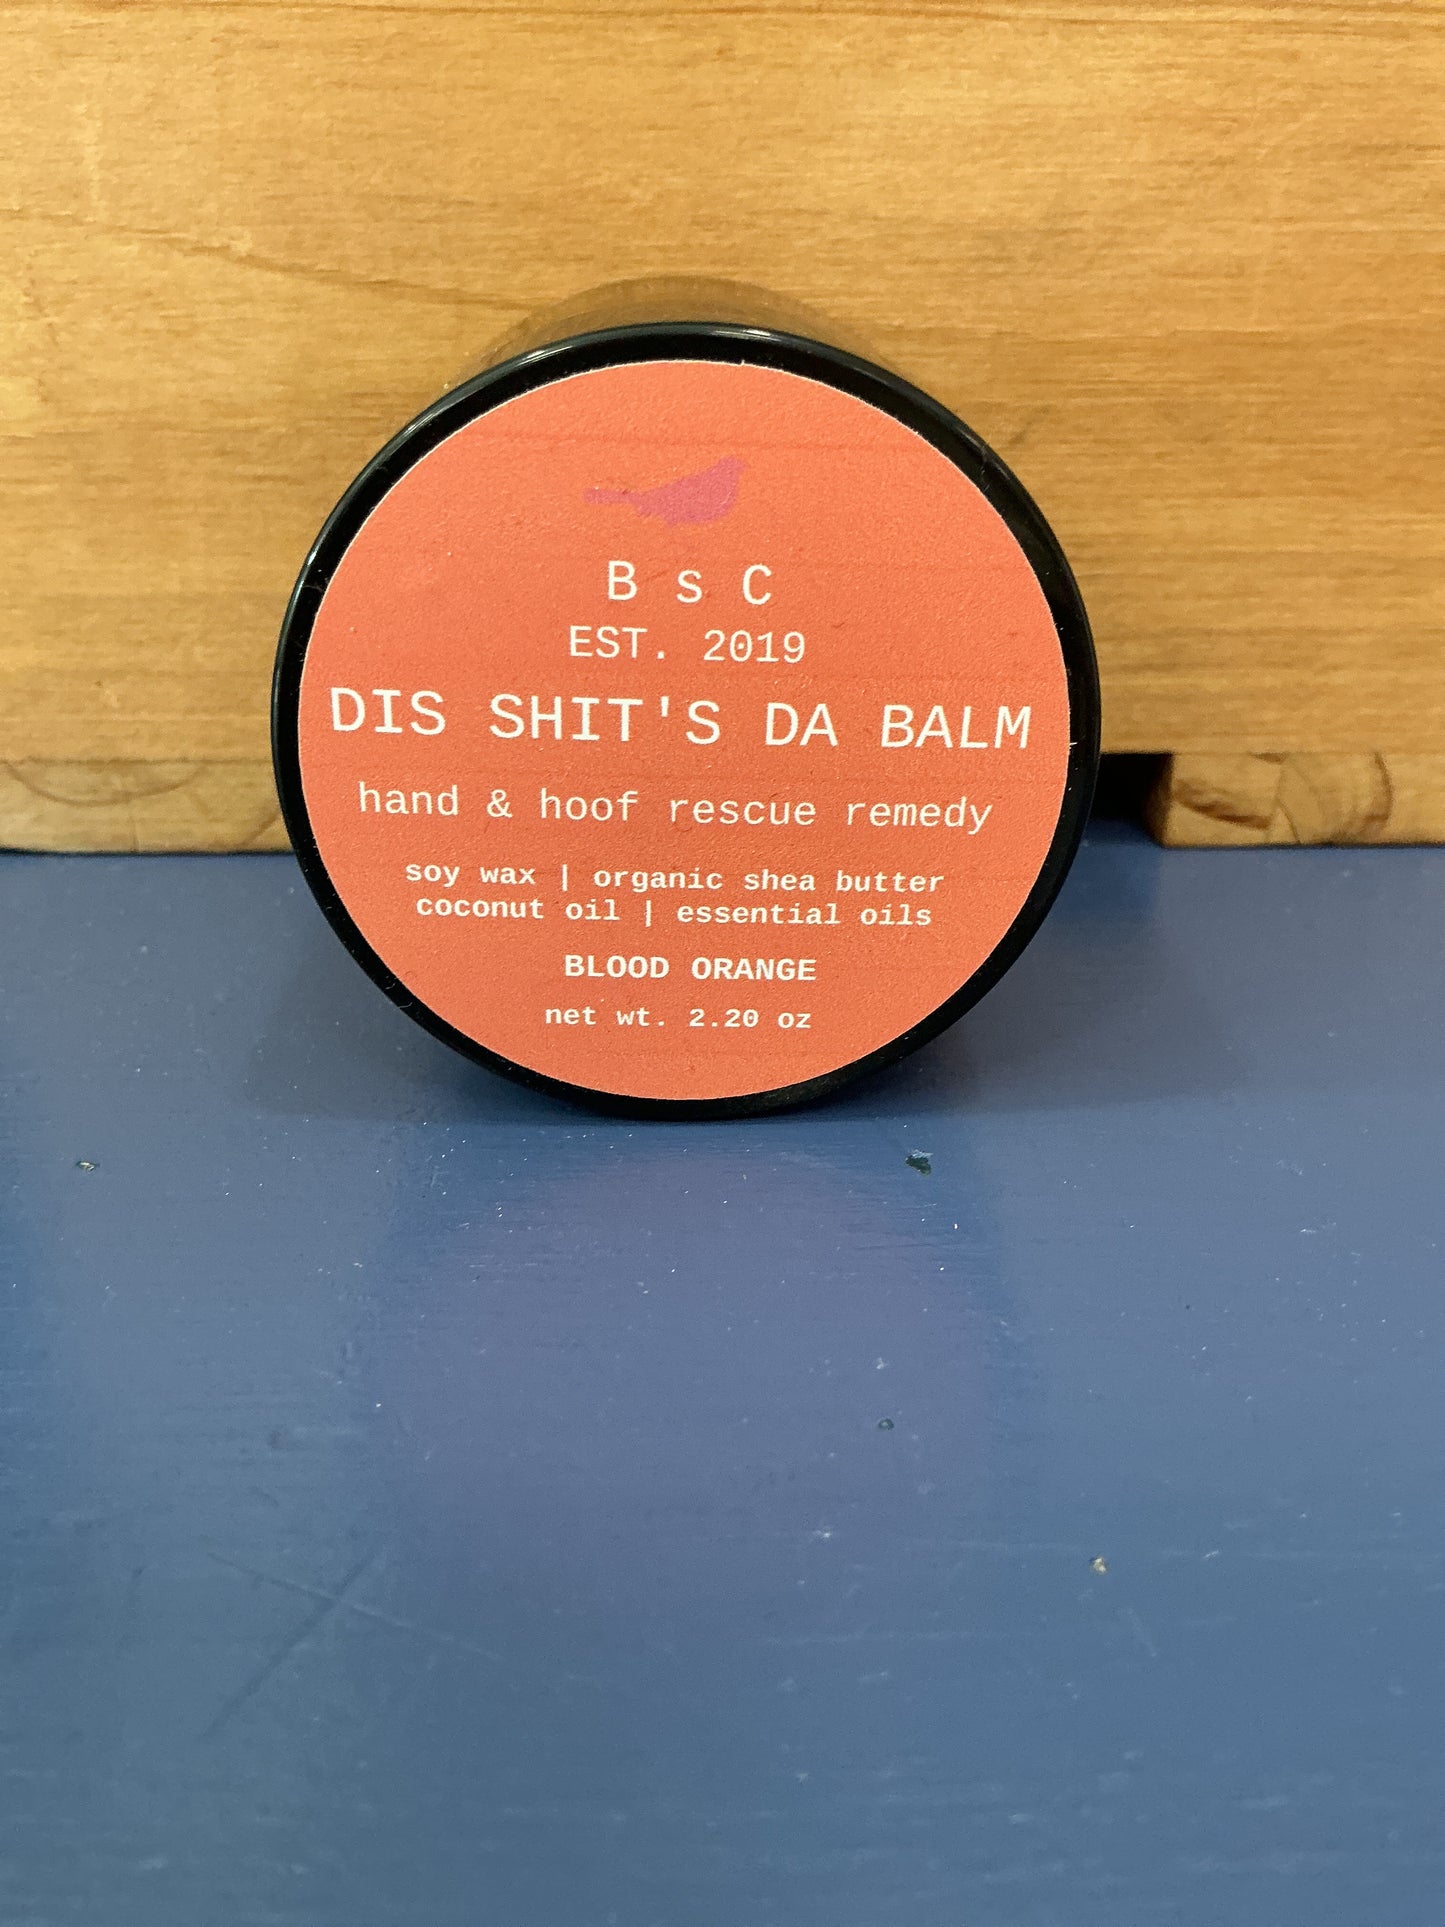 B s C
EST. 2019
DIS SHIT'S DA BALM
hand & hoof rescue remedy
soy wax | organic shea butter
coconut oil | essential oils
BLOOD ORANGE
net wt. 2.20 oz